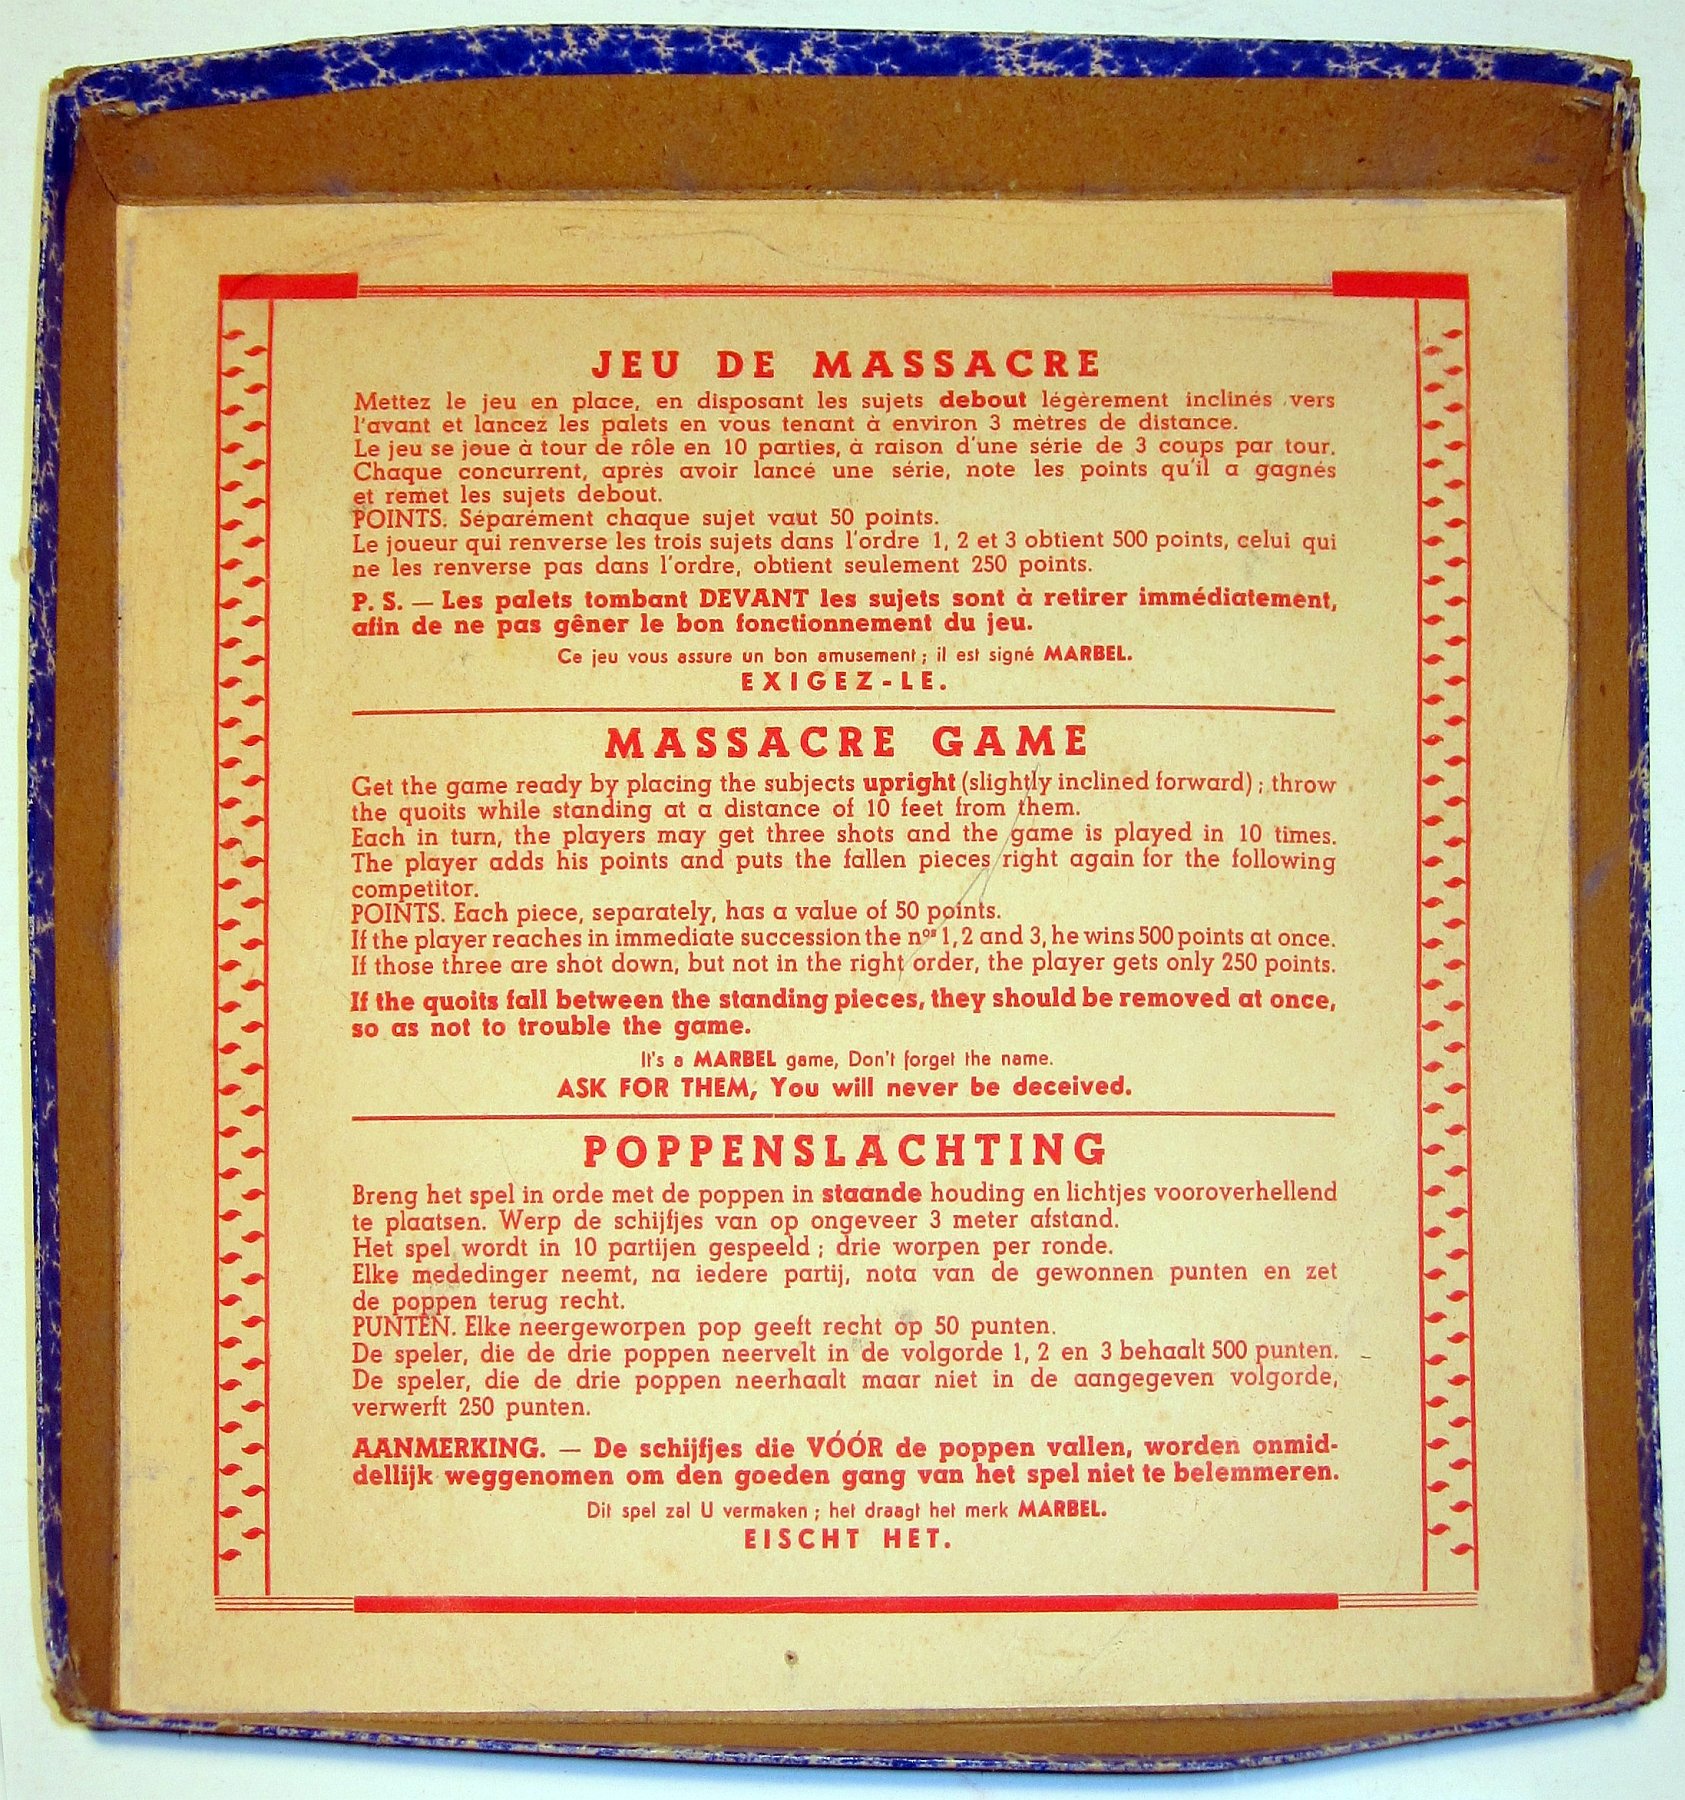 JEU DE MASSACRE
Mettez le jeu en place, en disposant les sujets debout légèrement inclinés vers
l'avant et lancez les palets en vous tenant à environ 3 mètres de distance.
Le jeu se joue à tour de rôle en 10 parties, à raison d'une série de 3 coups par tour.
Chaque concurrent, après avoir lancé une série, note les points qu'il a gagnés
et remet les sujets debout.
POINTS. Séparément chaque sujet vaut 50 points.
Le joueur qui renverse les trois sujets dans l'ordre 1, 2 et 3 obtient 500 points, celui qui
ne les renverse pas dans l'ordre, obtient seulement 250 points.
P. S. — Les palets tombant DEVANT les sujets sont à retirer immédiatement,
afin de ne pas gêner le bon fonctionnement du jeu.
Ce jeu vous assure un bon amusement ; il est signé MARBEL.
EXIGEZ-LE.
MASSACRE GAME
Get the game ready by placing the subjects upright (slightly inclined forward) ; throw
the quoits while standing at a distance of 10 feet from them.
Each in turn, the players may get three shots and the game is played in 10 times.
The player adds his points and puts the fallen pieces right again for the following
competitor.
POINTS. Each piece, separately, has a value of 50 points.
If the player reaches in immediate succession the nos 1, 2 and 3, he wins 500 points at once.
If those three are shot down, but not in the right order, the player gets only 250 points.
If the quoits fall between the standing pieces, they should be removed at once,
so as not to trouble the game.
It's a MARBEL game, Don't forget the name.
ASK FOR THEM, You will never be deceived.
POPPENSLACHTING
Breng het spel in orde met de poppen in staande houding en lichtjes vooroverhellend
te plaatsen. Werp de schijfjes van op ongeveer 3 meter afstand.
Het spel wordt in 10 partijen gespeeld ; drie worpen per ronde.
Elke mededinger neemt, na iedere partij, nota van de gewonnen punten en zet
de poppen terug recht.
PUNTEN. Elke neergeworpen pop geeft recht op 50 punten.
De speler, die de drie poppen neervelt in de volgorde 1, 2 en 3 behaalt 500 punten.
De speler, die de drie poppen neerhaalt maar niet in de aangegeven volgorde,
verwerft 250 punten.
AANMERKING. — De schijfjes die VÓÓR de poppen vallen, worden onmid-
dellijk weggenomen om den goeden gang van het spel niet te belemmeren.
Dit spel zal U vermaken ; het draagt het merk MARBEL.
EISCHT HET.